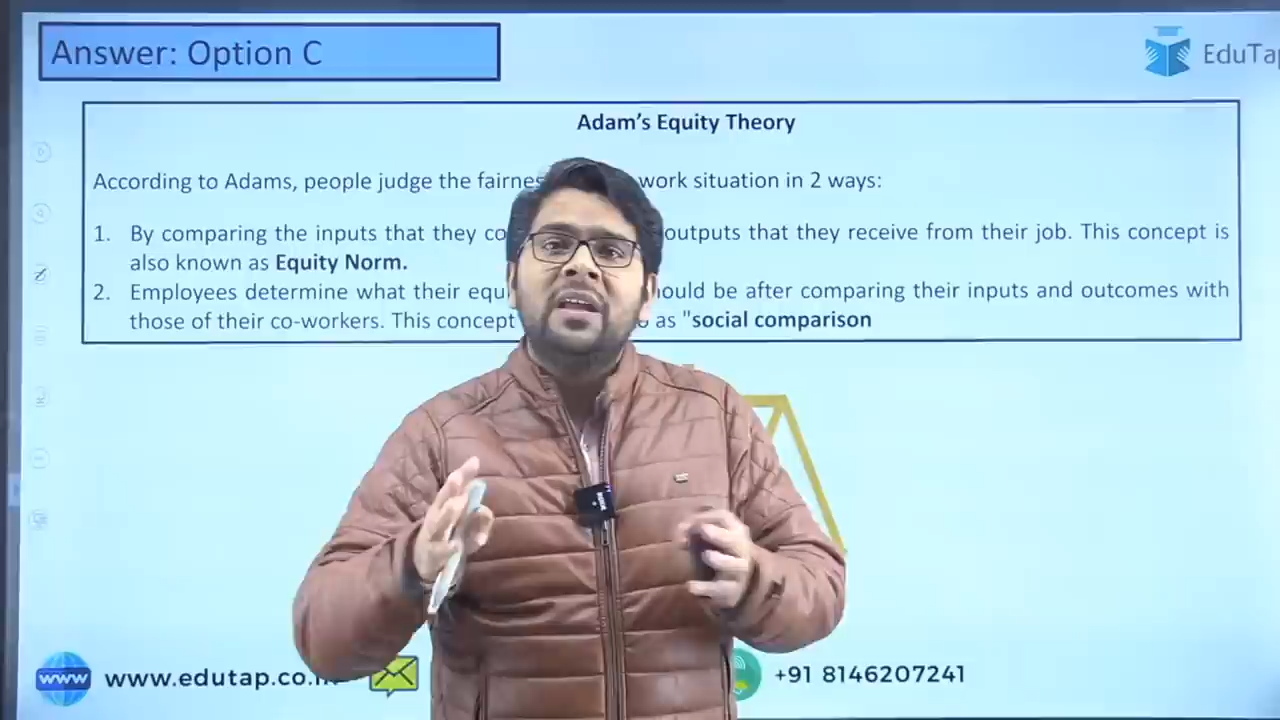 Answer: Option C
EduTap
Adam's Equity Theory
According to Adams, people judge the fairnes work situation in 2 ways:
1. By comparing the inputs that they co outputs that they receive from their job. This concept is
also known as Equity Norm.
2. Employees determine what their equ ould be after comparing their inputs and outcomes with
those of their co-workers. This concept as "social comparison
www
www.edutap.co.
+91 8146207241